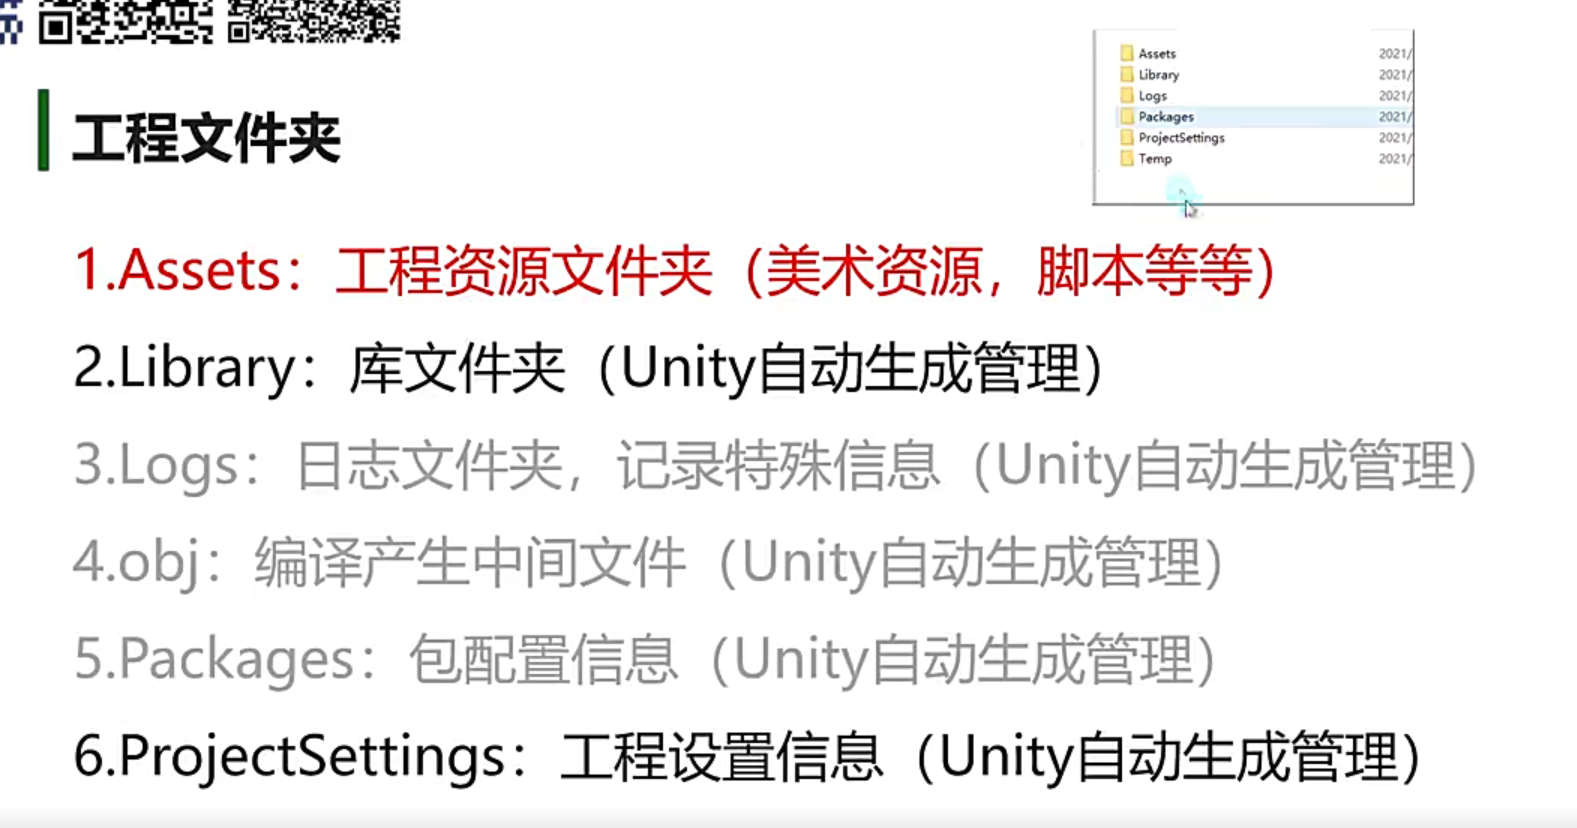 工程文件夹
Assets 2021/
Library 2021/
Logs 2021/
Packages 2021/
ProjectSettings 2021/
Temp 2021/
1.Assets：工程资源文件夹（美术资源，脚本等等）
2.Library：库文件夹（Unity自动生成管理）
3.Logs：日志文件夹，记录特殊信息（Unity自动生成管理）
4.obj：编译产生中间文件（Unity自动生成管理）
5.Packages：包配置信息（Unity自动生成管理）
6.ProjectSettings：工程设置信息（Unity自动生成管理）